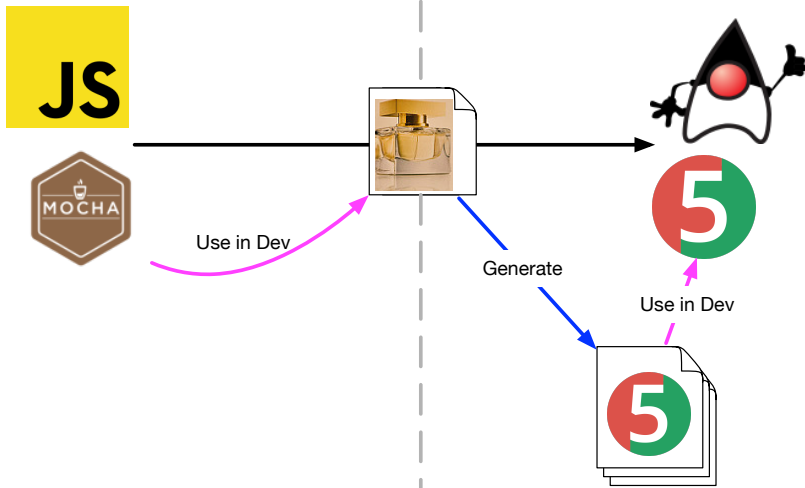 JS
MOCHA
Use in Dev
5
Generate
Use in Dev
5